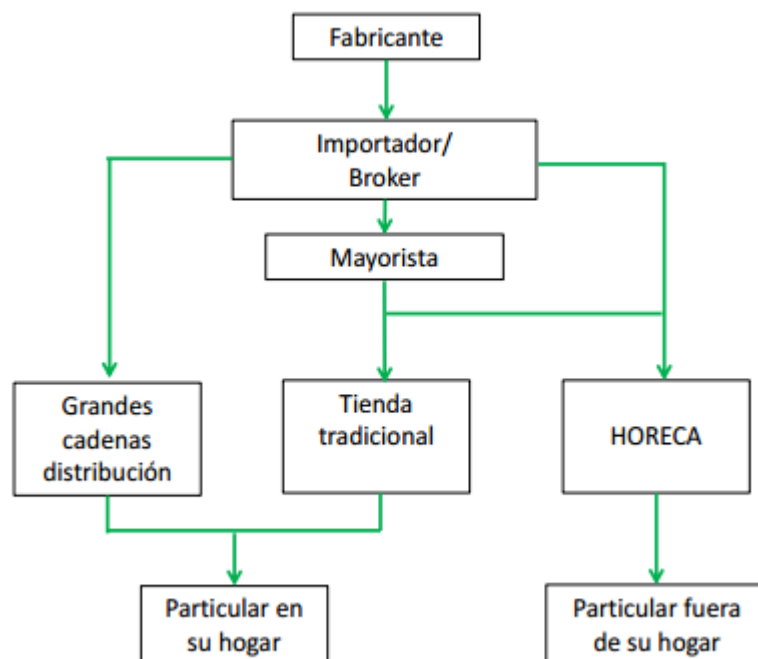 Fabricante
Importador/
Broker
Mayorista
Grandes
cadenas
distribución
Tienda
tradicional
HORECA
Particular en
su hogar
Particular fuera
de su hogar